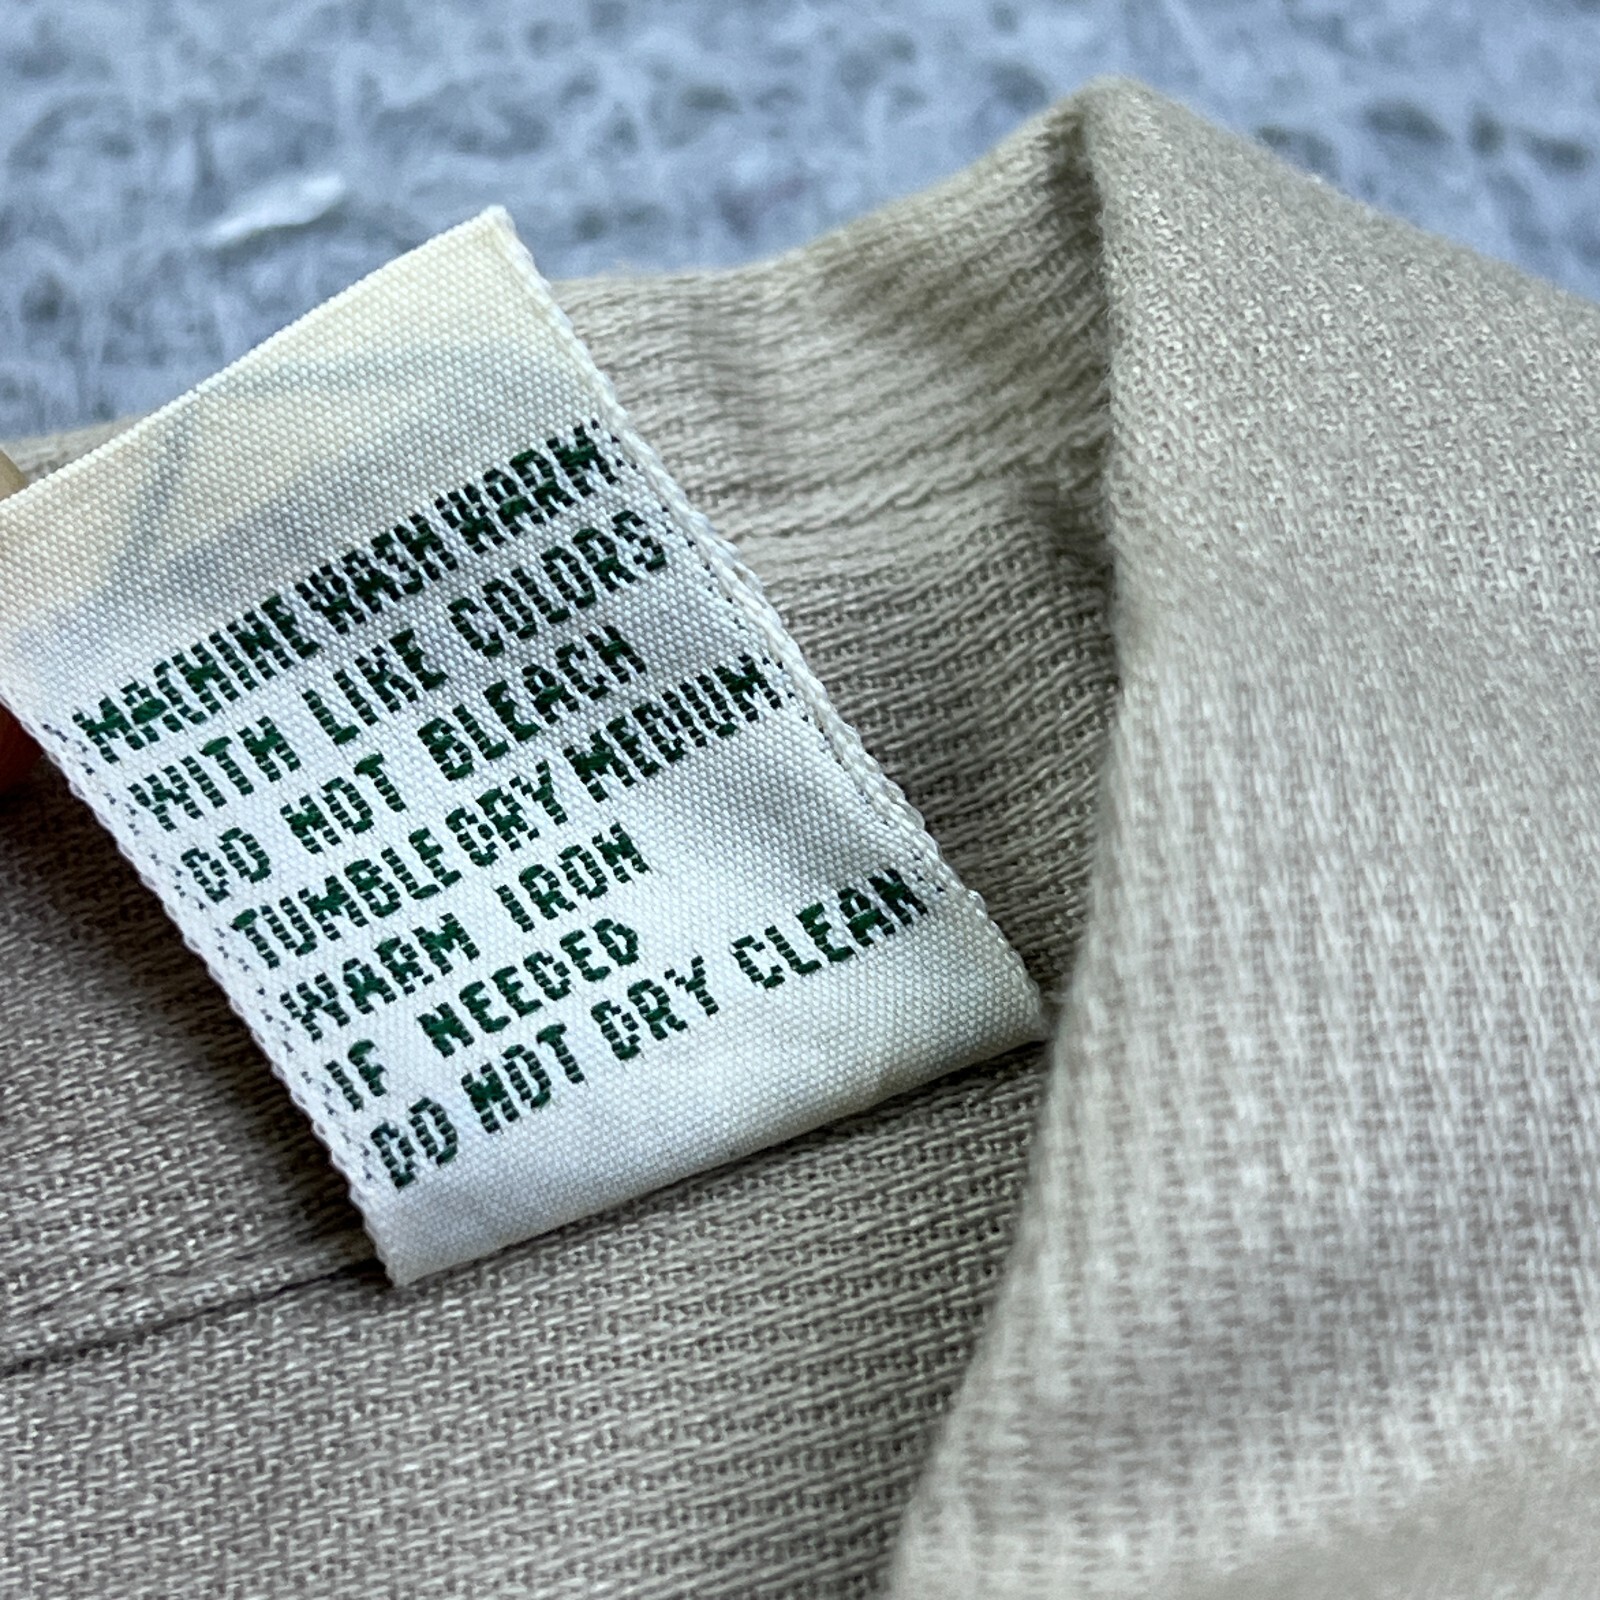 MACHINE WASH WARM
WITH LIKE COLORS
DO NOT BLEACH
TUMBLE DRY MEDIUM
WARM IRON
IF NEEDED
DO NOT DRY CLEAN